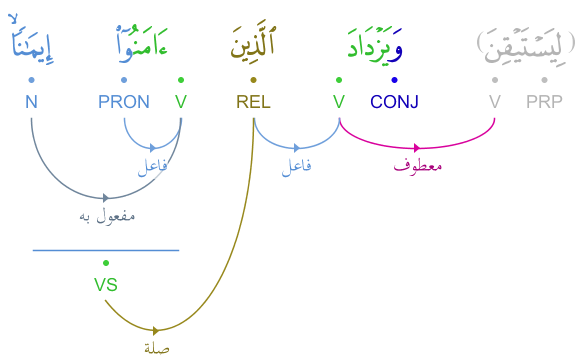 (لِيَسْتَيْقِنَ) وَيَزْدَادَ ٱلَّذِينَ ءَامَنُوٓا۟ إِيمَٰنًا ۙ
PRP V CONJ V REL V PRON N
معطوف فاعل فاعل
مفعول به
VS
صلة